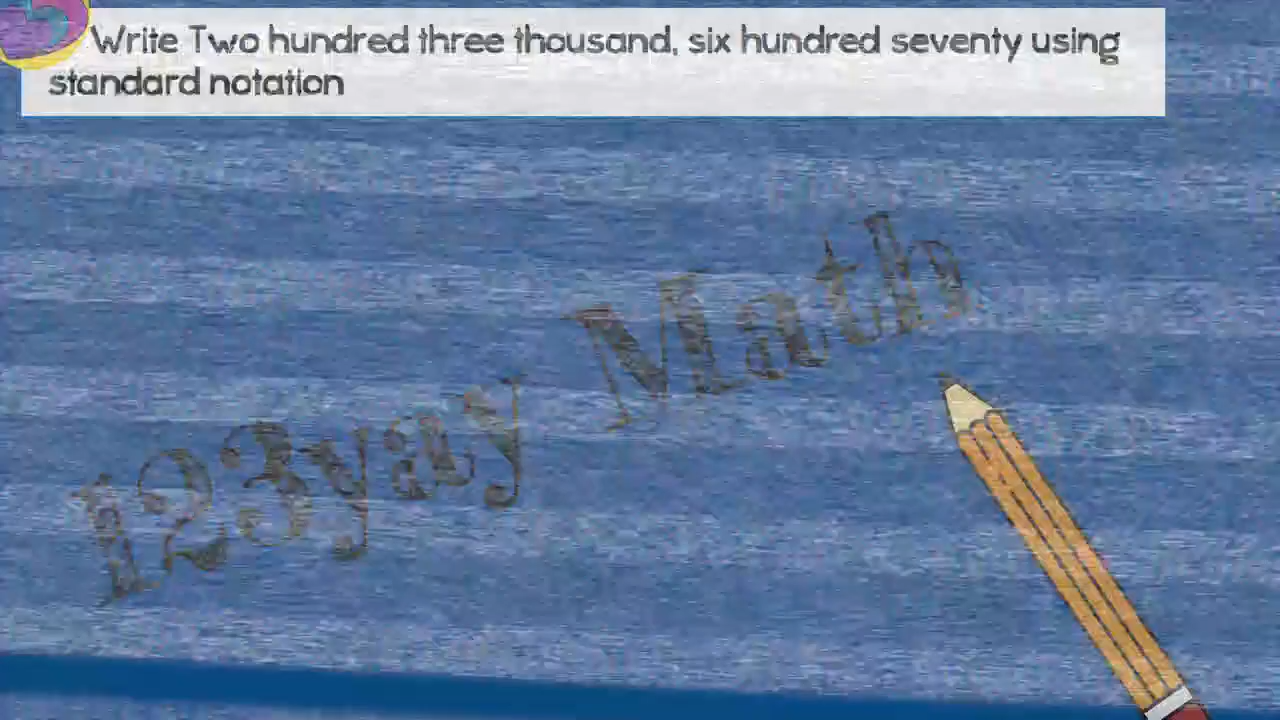 Write Two hundred three thousand, six hundred seventy using
standard notation
123yay Math